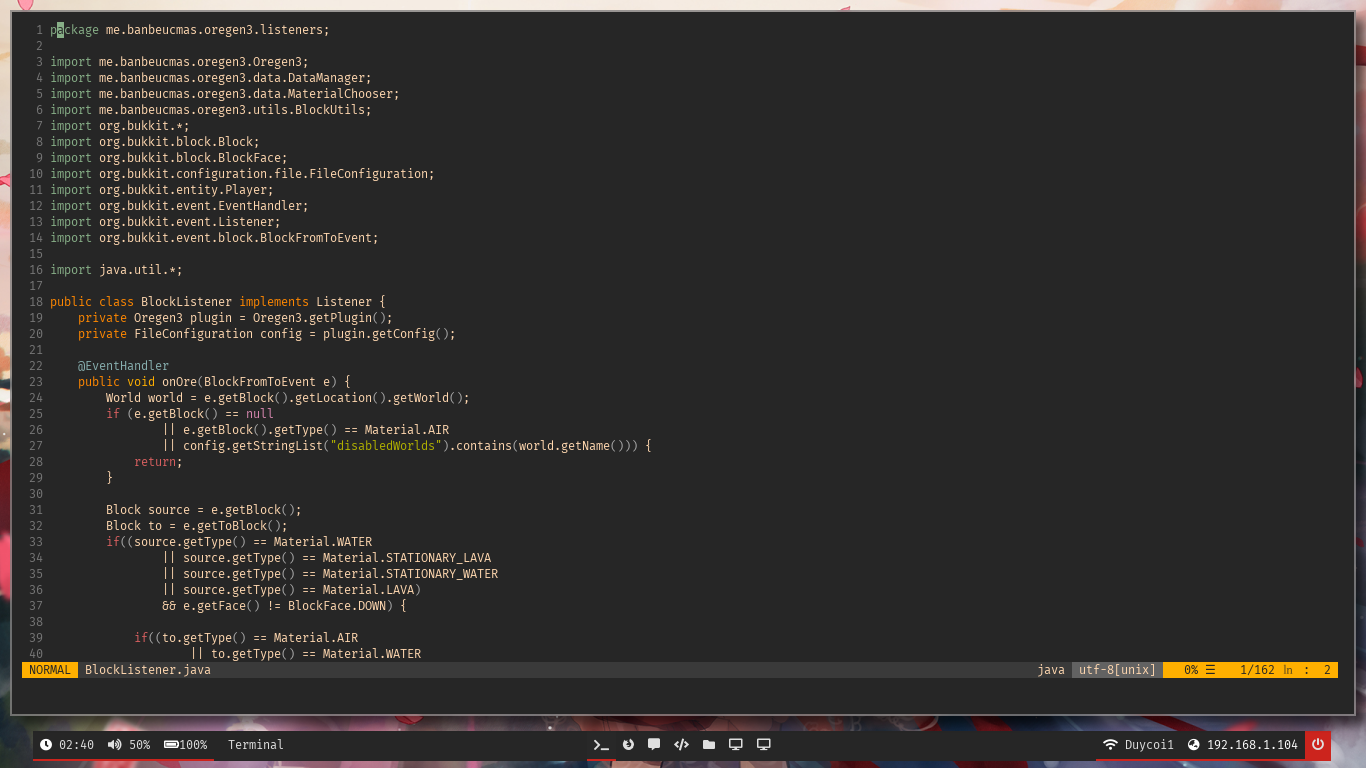 1 package me.banbeucmas.oregen3.listeners;
2
3 import me.banbeucmas.oregen3.Oregen3;
4 import me.banbeucmas.oregen3.data.DataManager;
5 import me.banbeucmas.oregen3.data.MaterialChooser;
6 import me.banbeucmas.oregen3.utils.BlockUtils;
7 import org.bukkit.*;
8 import org.bukkit.block.Block;
9 import org.bukkit.block.BlockFace;
10 import org.bukkit.configuration.file.FileConfiguration;
11 import org.bukkit.entity.Player;
12 import org.bukkit.event.EventHandler;
13 import org.bukkit.event.Listener;
14 import org.bukkit.event.block.BlockFromToEvent;
15
16 import java.util.*;
17
18 public class BlockListener implements Listener {
19     private Oregen3 plugin = Oregen3.getPlugin();
20     private FileConfiguration config = plugin.getConfig();
21
22     @EventHandler
23     public void onOre(BlockFromToEvent e) {
24         World world = e.getBlock().getLocation().getWorld();
25         if (e.getBlock() == null
26                 || e.getBlock().getType() == Material.AIR
27                 || config.getStringList("disabledWorlds").contains(world.getName())) {
28             return;
29         }
30
31         Block source = e.getBlock();
32         Block to = e.getToBlock();
33         if((source.getType() == Material.WATER
34                 || source.getType() == Material.STATIONARY_LAVA
35                 || source.getType() == Material.STATIONARY_WATER
36                 || source.getType() == Material.LAVA)
37                 && e.getFace() != BlockFace.DOWN) {
38
39             if((to.getType() == Material.AIR
40                     || to.getType() == Material.WATER
NORMAL BlockListener.java java utf-8[unix] 0% ☰ 1/162 ln : 2
02:40 50% 100% Terminal Duycoi1 192.168.1.104